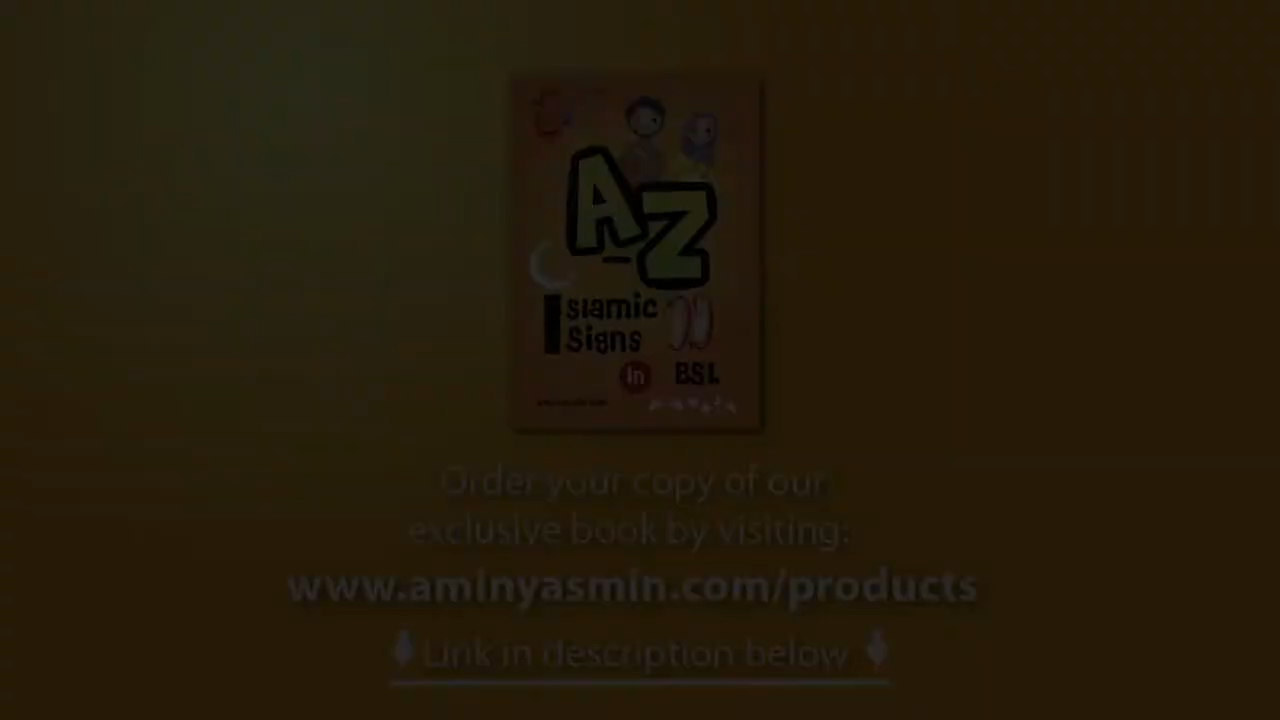 A-Z
Islamic
Signs
in BSL
Order your copy of our
exclusive book by visiting:
www.aminyasmin.com/products
Link in description below